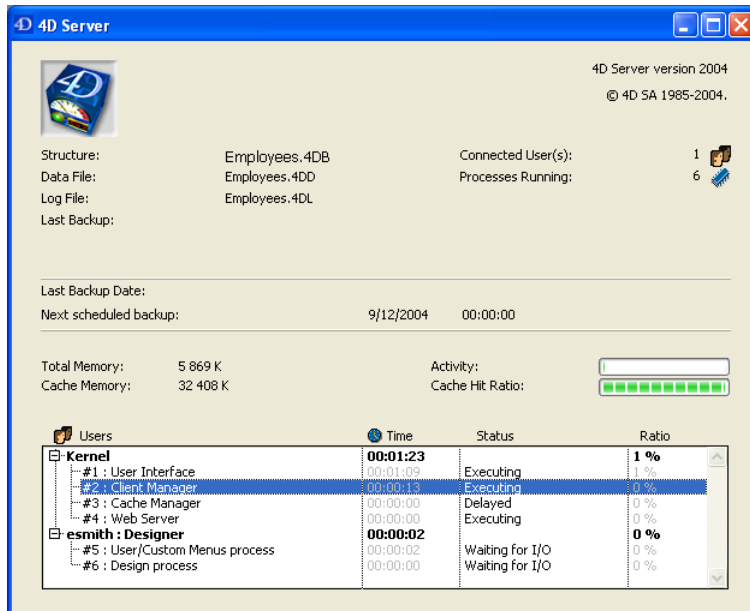 4D Server
4D Server version 2004
© 4D SA 1985-2004.
Structure: Employees.4DB Connected User(s): 1
Data File: Employees.4DD Processes Running: 6
Log File: Employees.4DL
Last Backup:
Last Backup Date:
Next scheduled backup: 9/12/2004 00:00:00
Total Memory: 5 869 K Activity:
Cache Memory: 32 408 K Cache Hit Ratio:
Users Time Status Ratio
Kernel 00:01:23 1 %
#1 : User Interface 00:01:09 Executing 1 %
#2 : Client Manager 00:00:13 Executing 0 %
#3 : Cache Manager 00:00:00 Delayed 0 %
#4 : Web Server 00:00:00 Executing 0 %
esmith : Designer 00:00:02 0 %
#5 : User/Custom Menus process 00:00:02 Waiting for I/O 0 %
#6 : Design process 00:00:00 Waiting for I/O 0 %